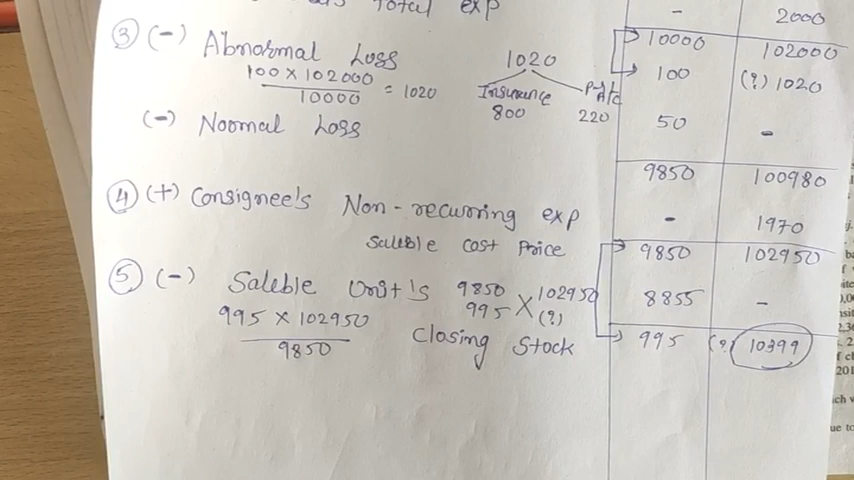 Total exp
- 2000
③ (-) Abnormal Loss
10000 102000
100 × 102000
10000
= 1020
1020
Insurance
800
P&L A/c
220
100 (?) 1020
(-) Normal Loss
50 -
9850 100980
④ (+) Consignee's Non-recurring exp
- 1970
Saleble cost Price
9850 102950
⑤ (-) Saleble Unit's
9850 102950
995 × (?)
8855 -
995 × 102950
9850
Closing Stock
995 (?) 10399